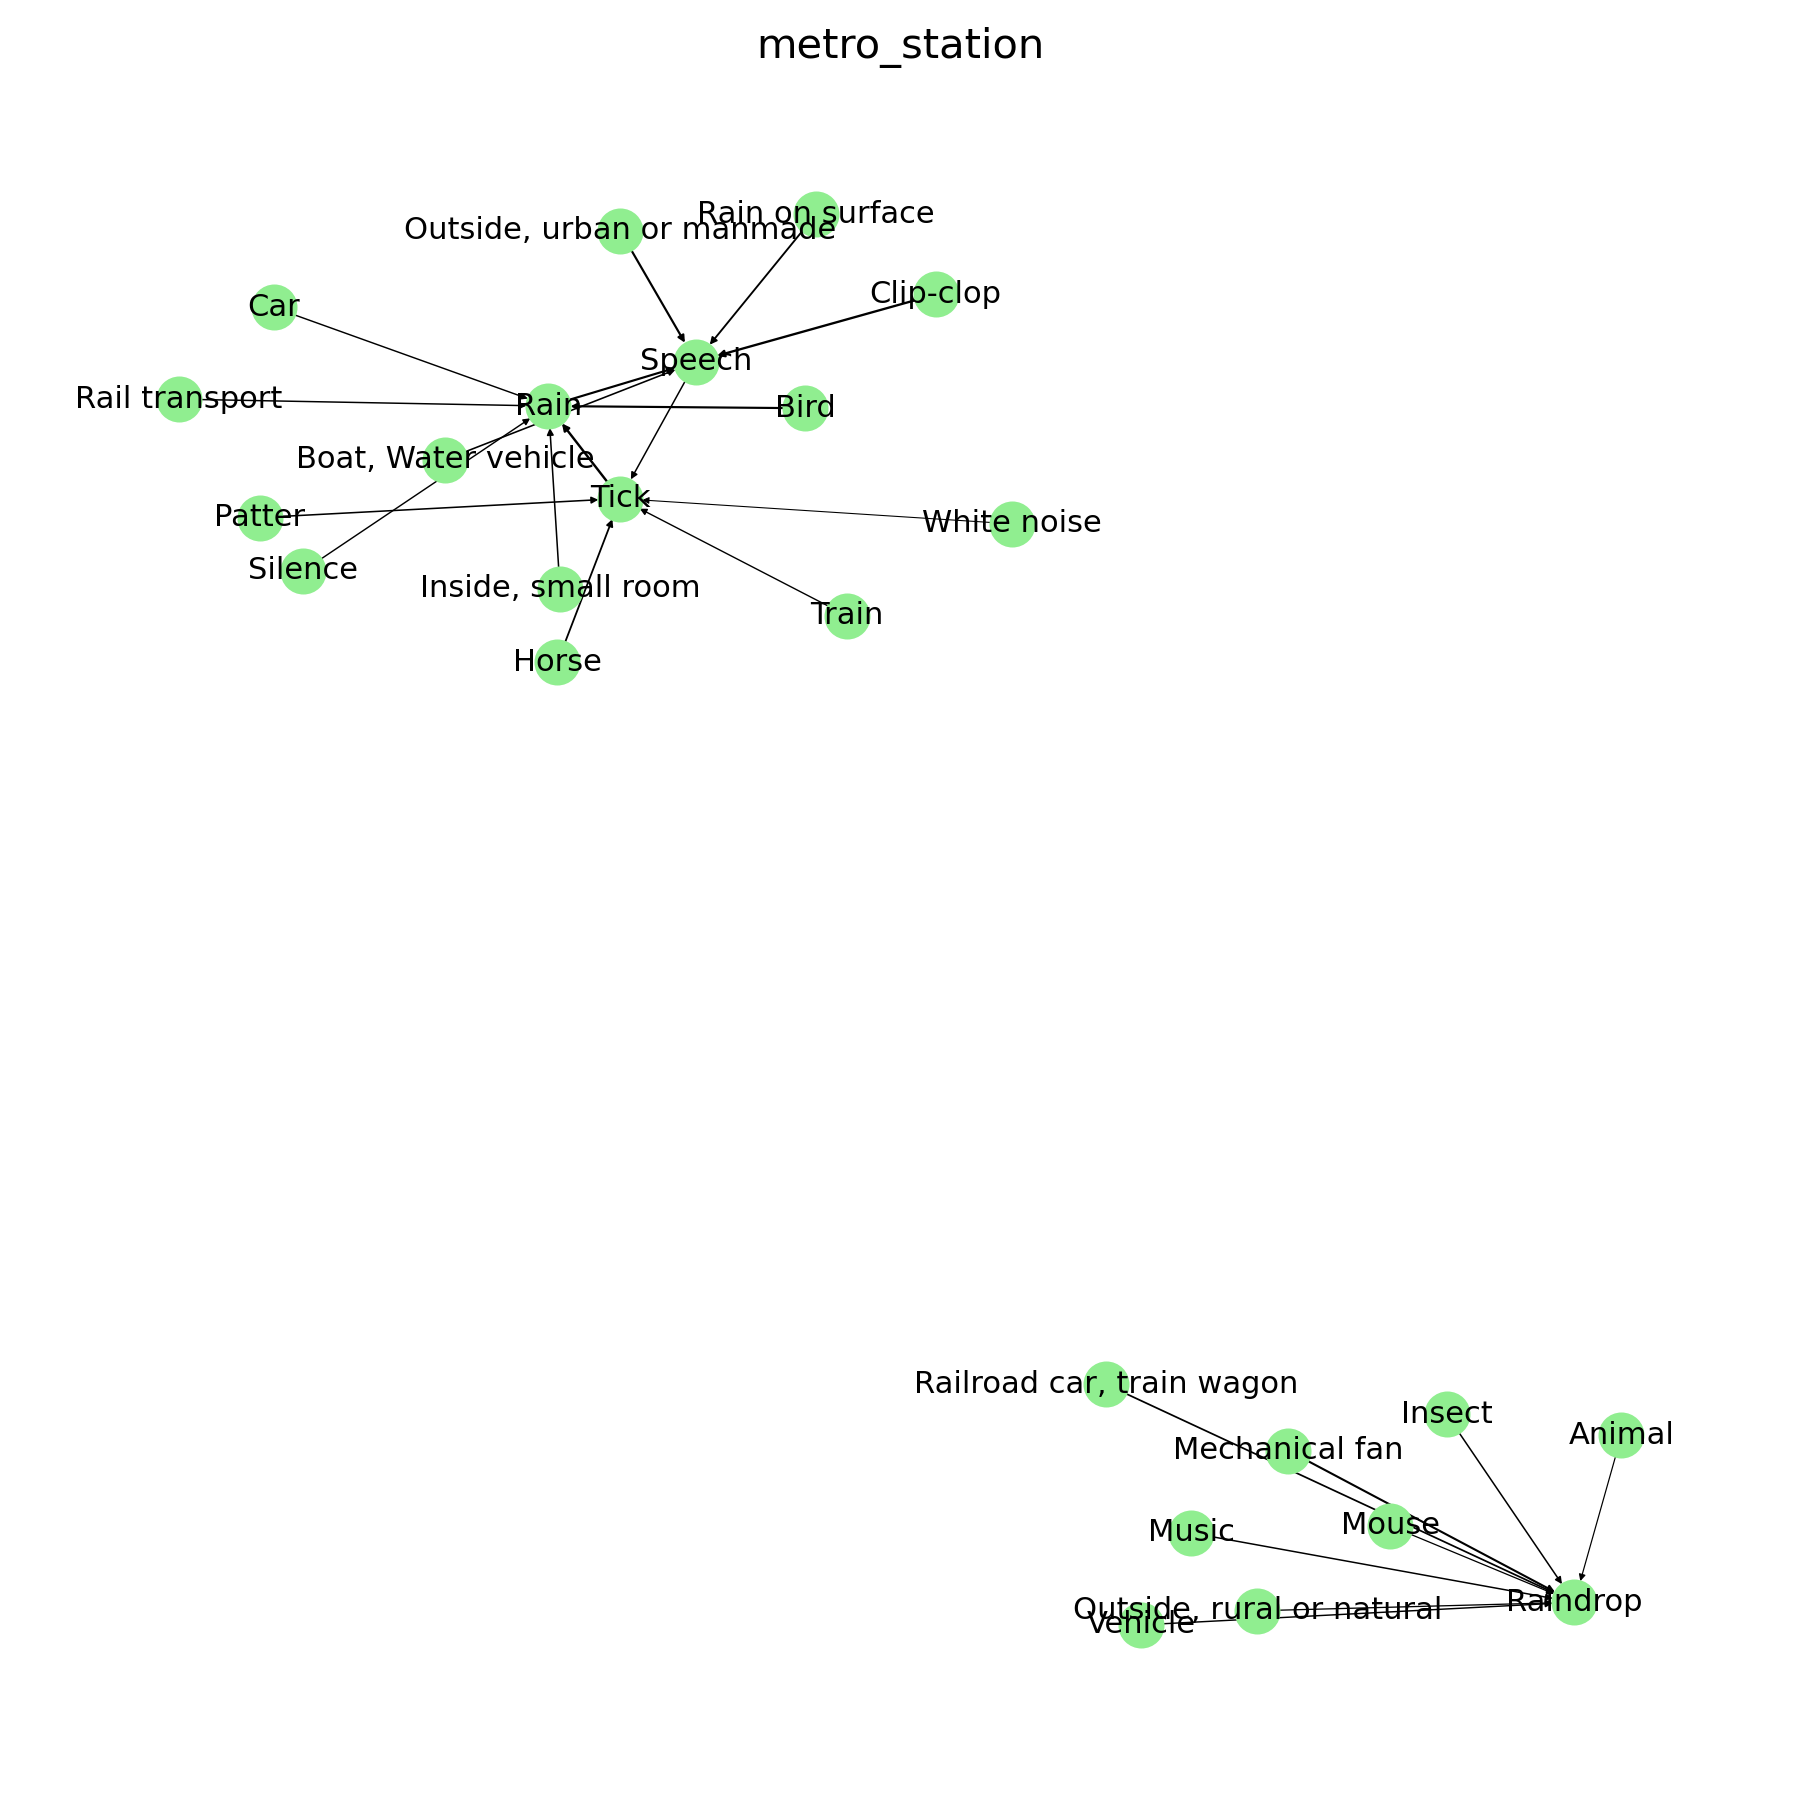 metro_station
Rain on surface
Outside, urban or manmade
Clip-clop
Car
Speech
Rail transport
Rain
Bird
Boat, Water vehicle
Tick
Patter
White noise
Silence
Inside, small room
Train
Horse
Railroad car, train wagon
Insect
Animal
Mechanical fan
Mouse
Music
Raindrop
Outside, rural or natural
Vehicle